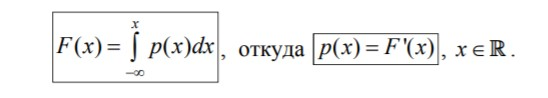 F(x) = ∫_{-∞}^{x} p(x)dx , откуда p(x) = F'(x) , x ∈ ℝ .